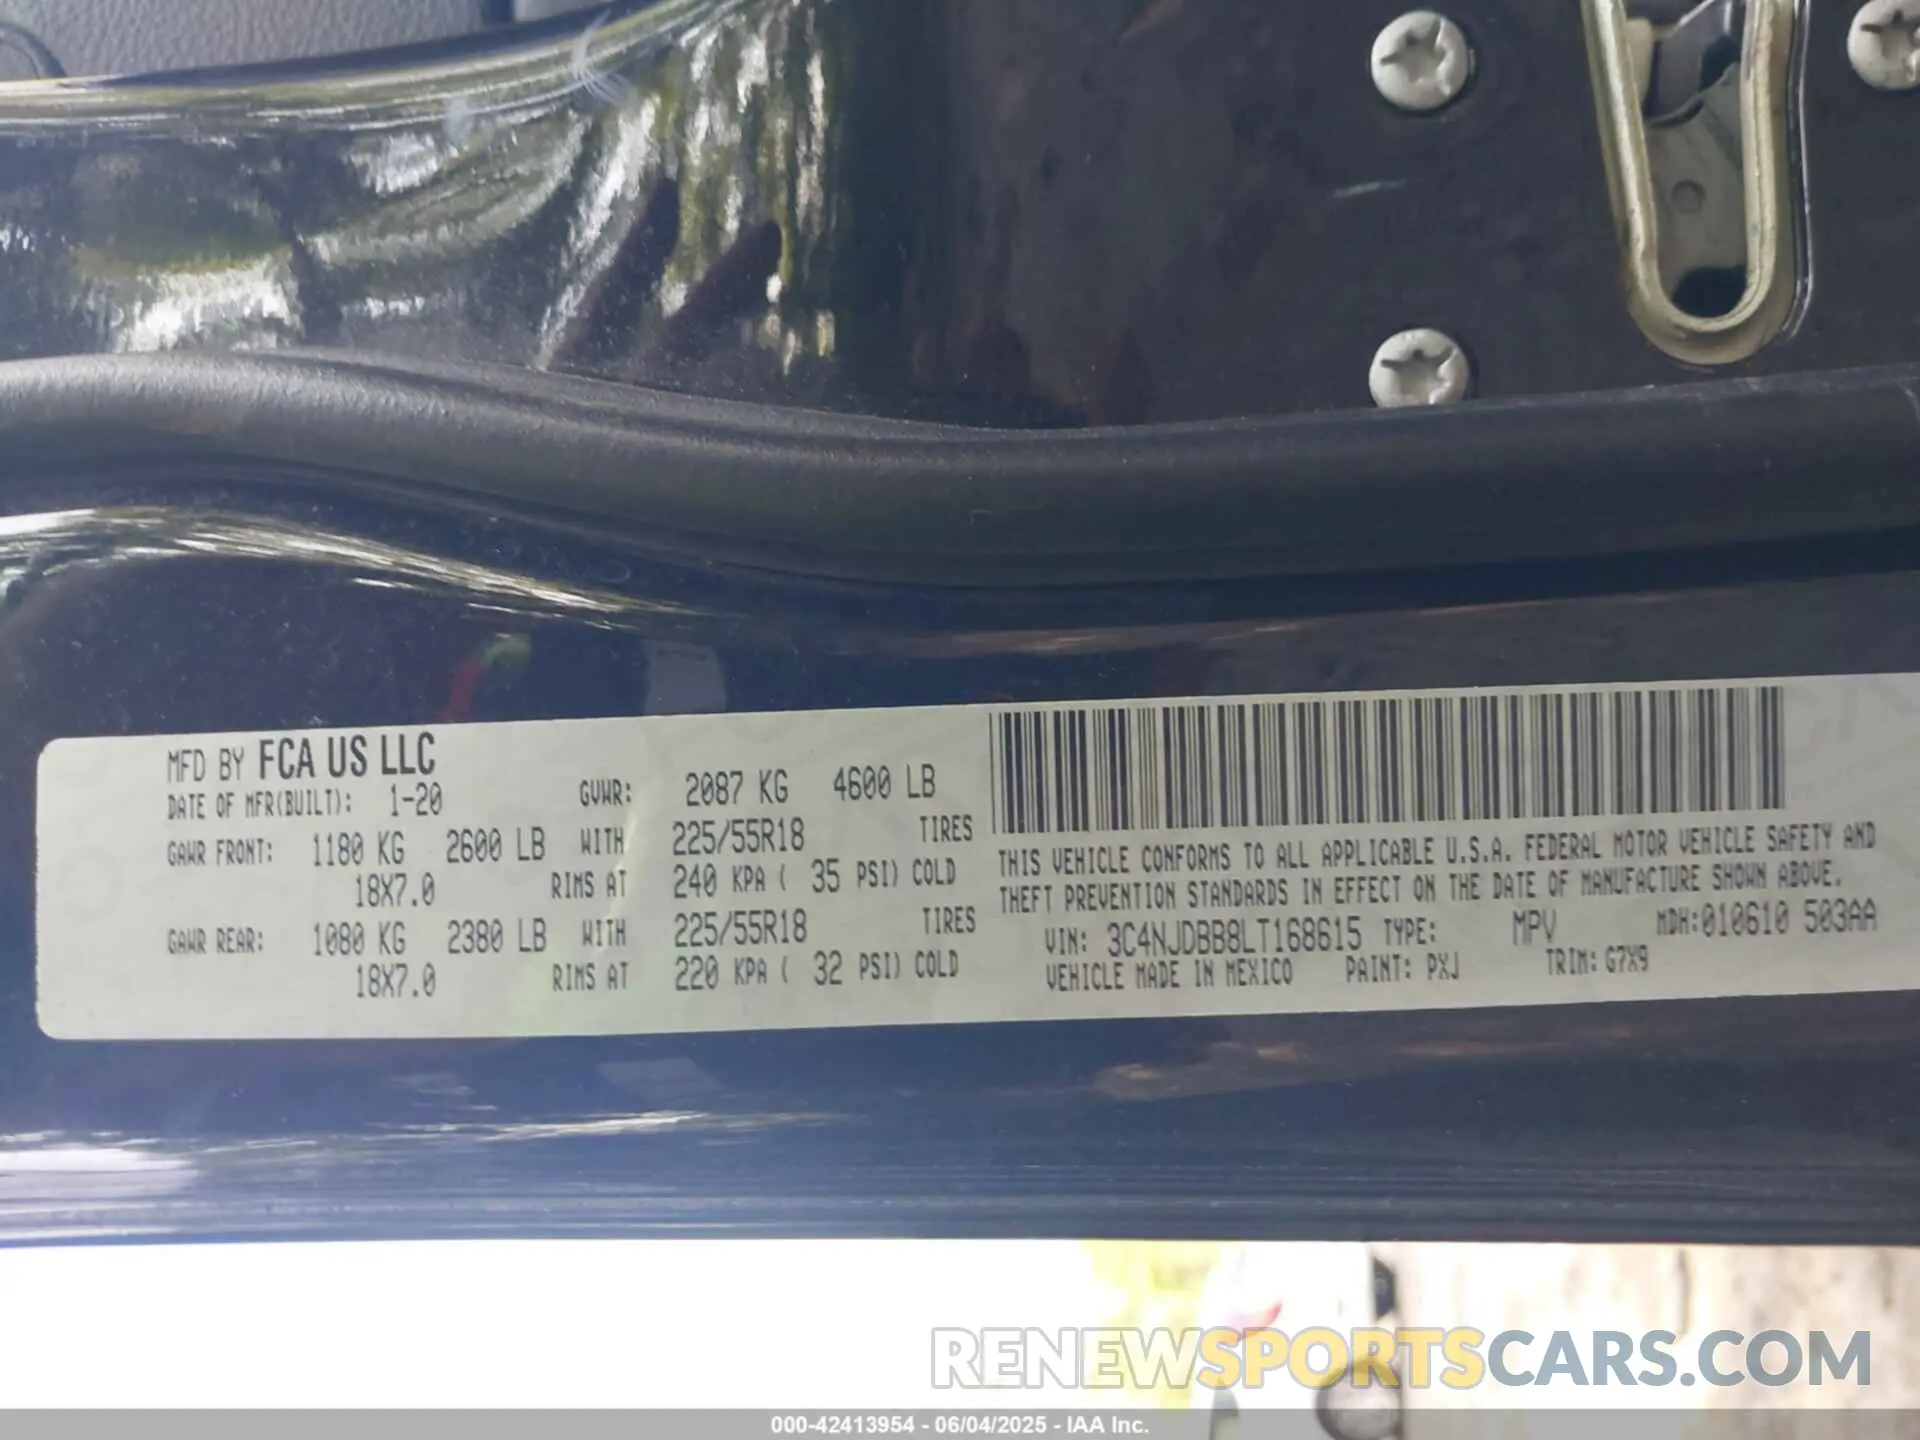 MFD BY FCA US LLC
DATE OF MFR(BUILT): 1-20 GVWR: 2087 KG 4600 LB
GAWR FRONT: 1180 KG 2600 LB WITH 225/55R18 TIRES
18X7.0 RIMS AT 240 KPA ( 35 PSI) COLD
GAWR REAR: 1080 KG 2380 LB WITH 225/55R18 TIRES
18X7.0 RIMS AT 220 KPA ( 32 PSI) COLD
THIS VEHICLE CONFORMS TO ALL APPLICABLE U.S.A. FEDERAL MOTOR VEHICLE SAFETY AND
THEFT PREVENTION STANDARDS IN EFFECT ON THE DATE OF MANUFACTURE SHOWN ABOVE.
VIN: 3C4NJDBB8LT168615 TYPE: MPV MDH:010610 503AA
VEHICLE MADE IN MEXICO PAINT: PXJ TRIM: G7X9
RENEWSPORTSCARS.COM
000-42413954 - 06/04/2025 - IAA Inc.